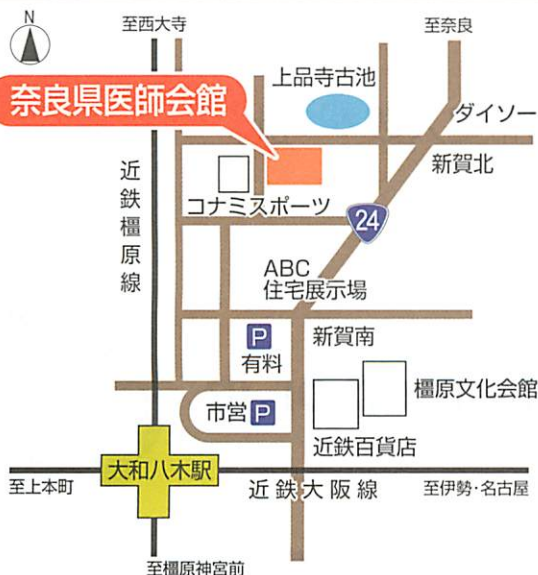 N
至西大寺
至奈良
上品寺古池
奈良県医師会館
ダイソー
新賀北
コナミスポーツ
近鉄橿原線
24
ABC
住宅展示場
P
有料
新賀南
橿原文化会館
市営 P
近鉄百貨店
大和八木駅
至上本町
近鉄大阪線
至伊勢・名古屋
至橿原神宮前